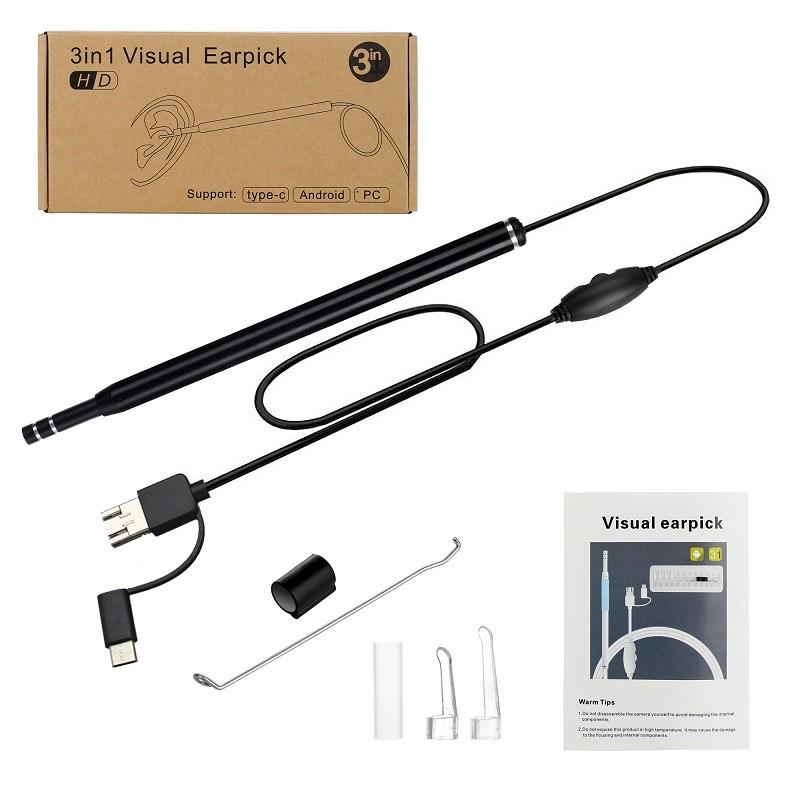 3in1 Visual Earpick
3in1
HD
Support: type-c Android PC
Visual earpick
Warm Tips
1.Do not disassemble the camera yourself to avoid damaging the internal
components.
2.Do not expose this product in high temperature. It may cause the damage
to the housing and internal components.